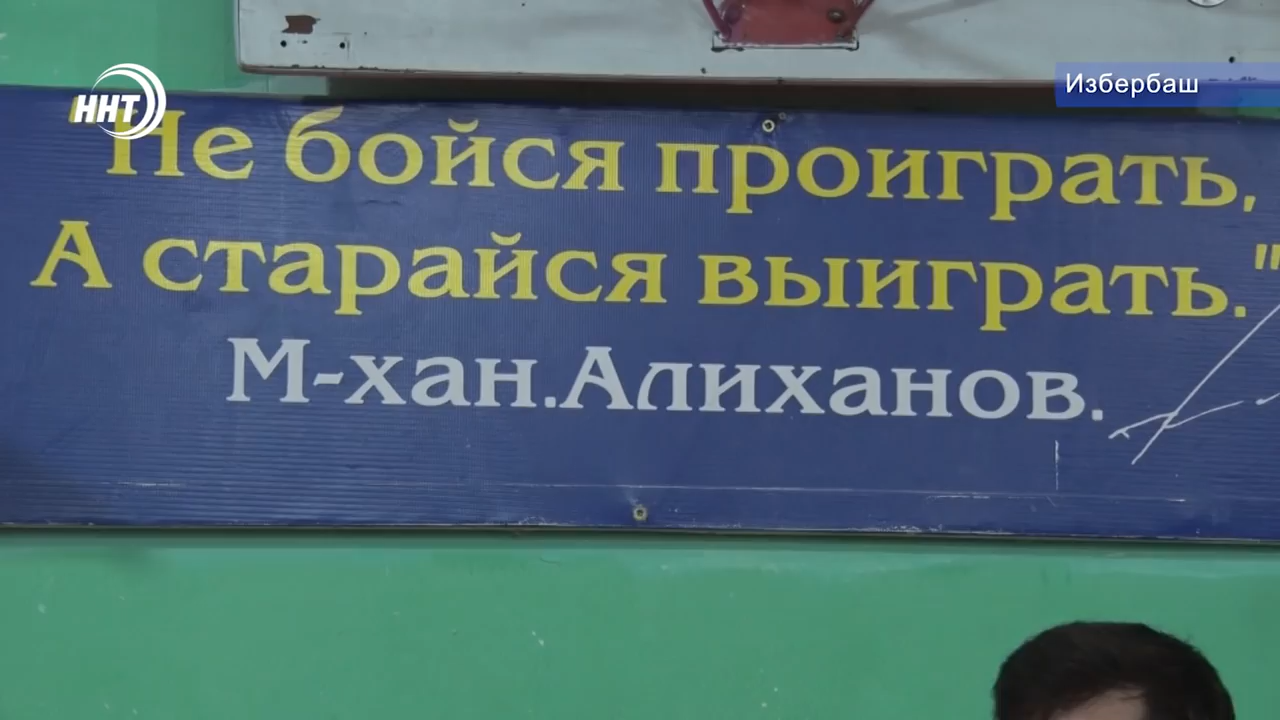 ННТ
Избербаш
Не бойся проиграть,
А старайся выиграть."
М-хан.Алиханов.